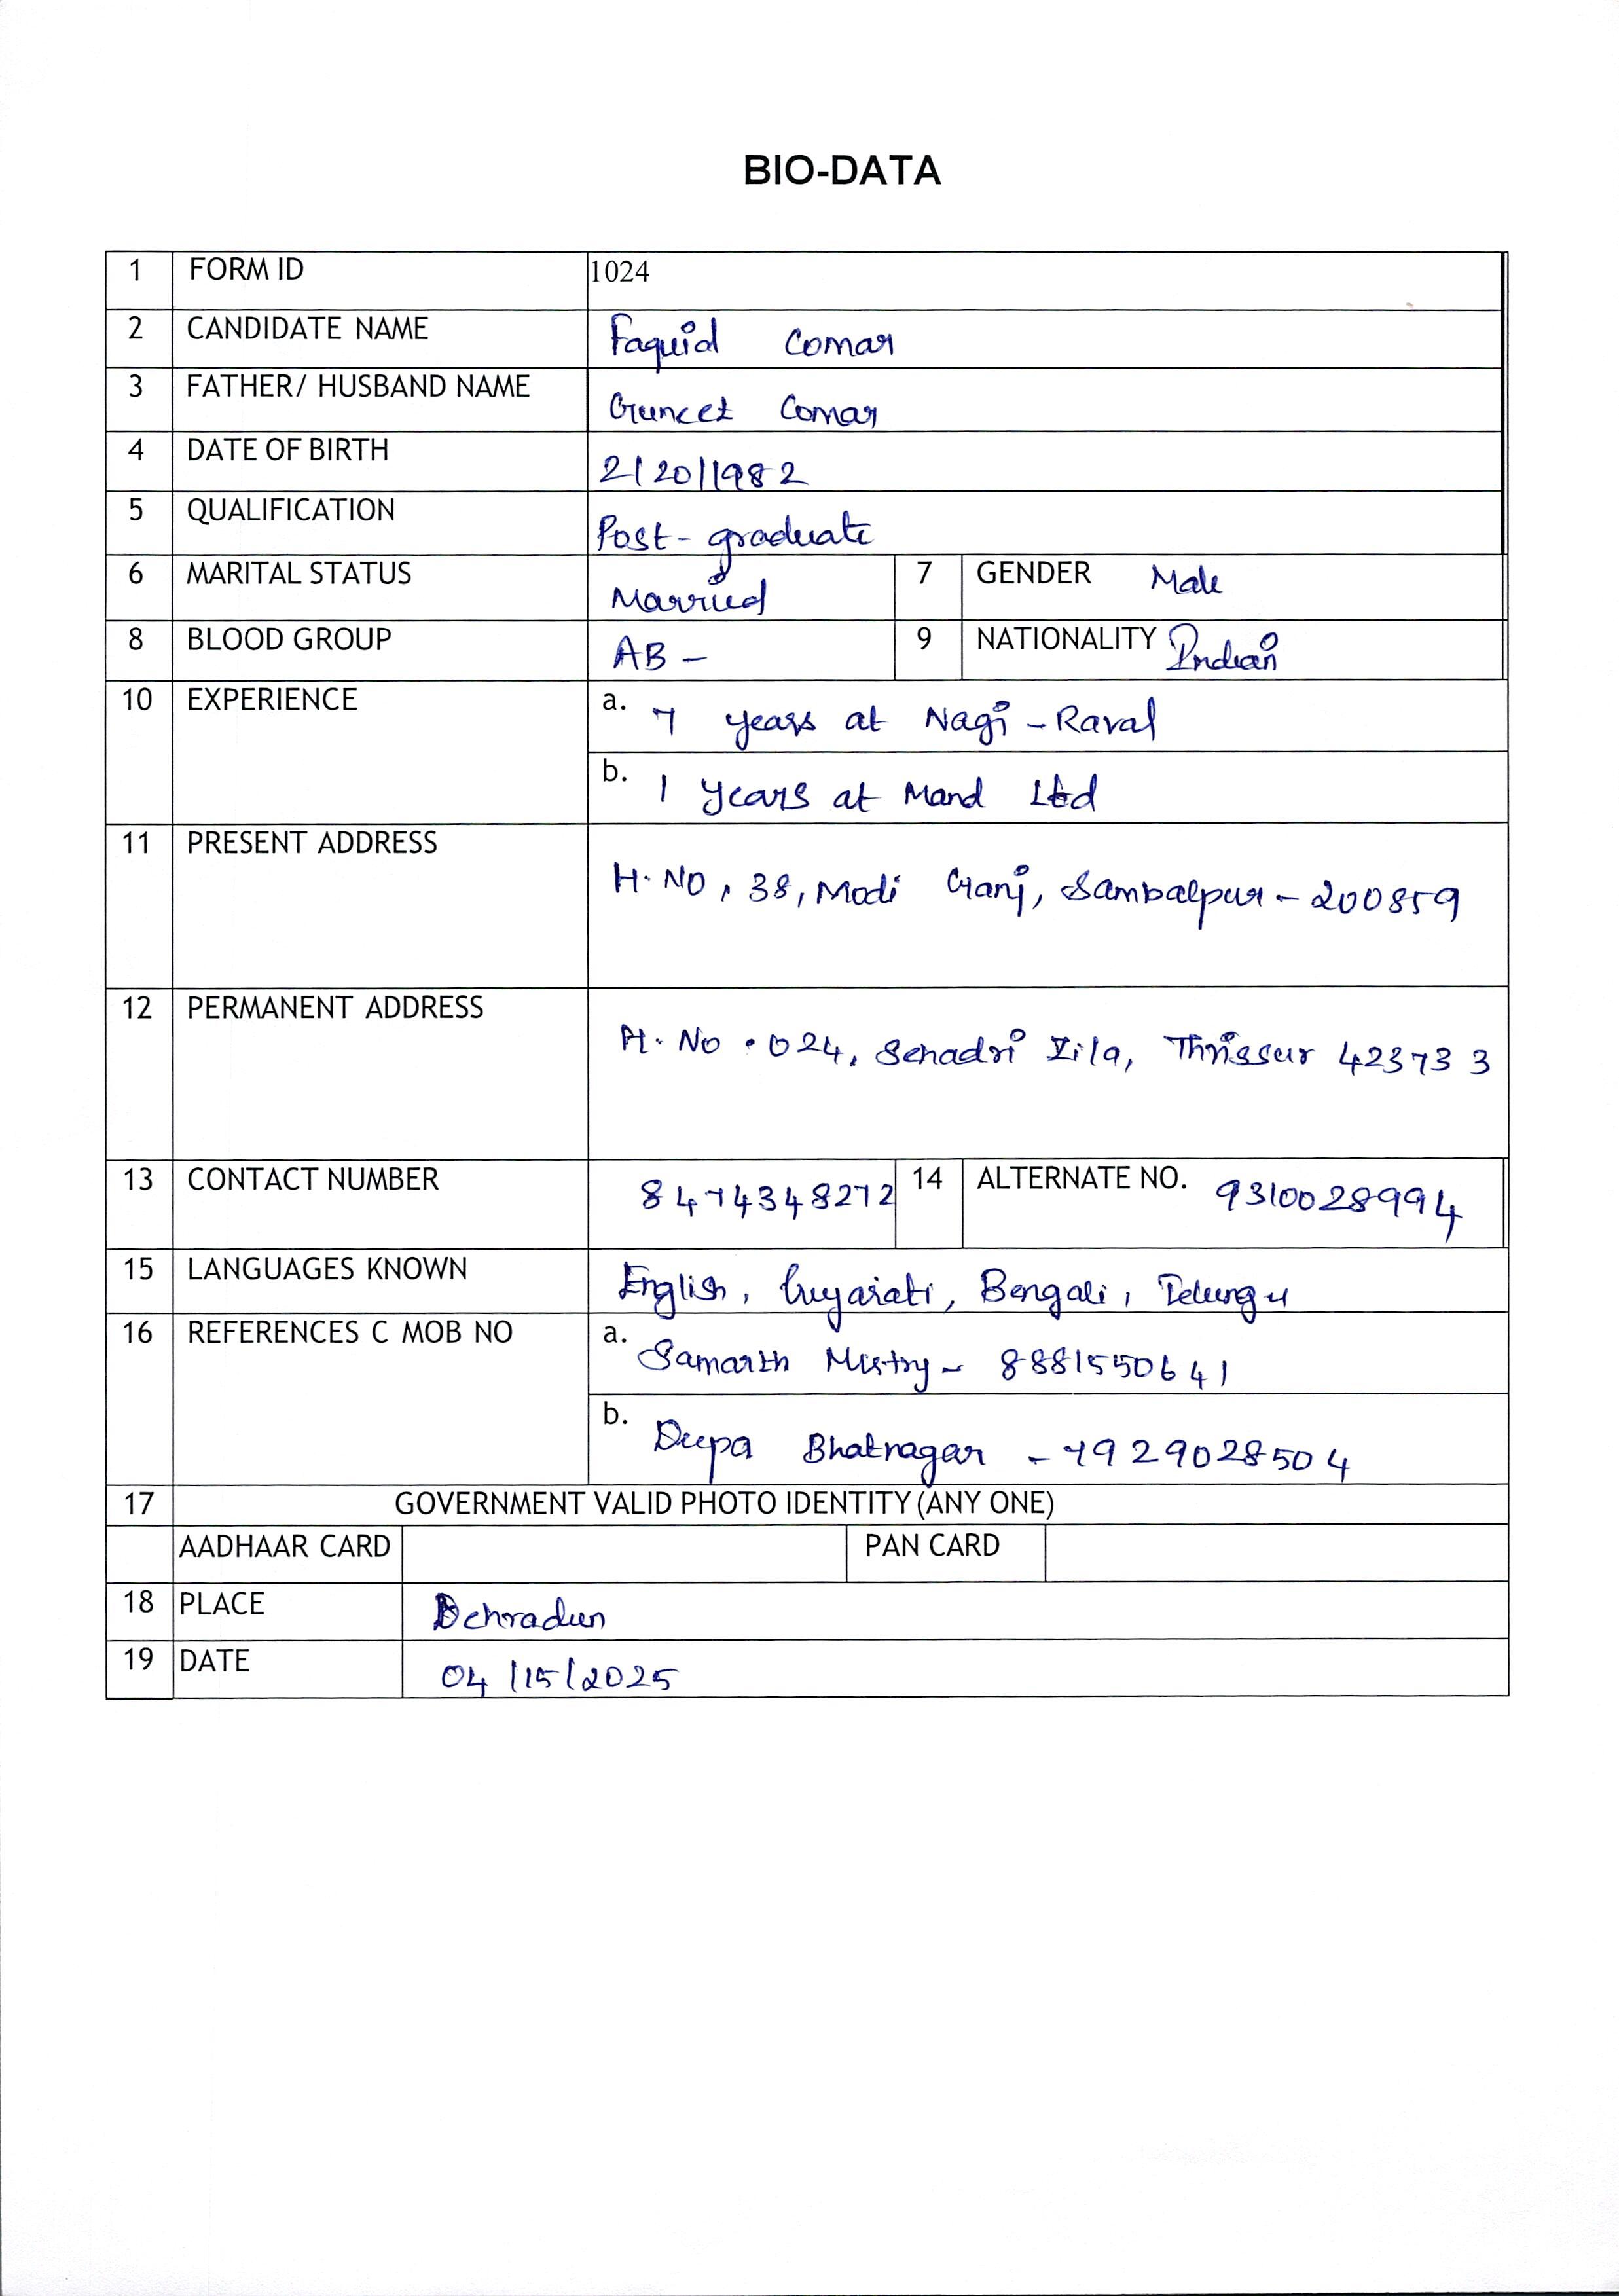 BIO-DATA
1 FORM ID 1024
2 CANDIDATE NAME Faquid Comar
3 FATHER/ HUSBAND NAME Comar
4 DATE OF BIRTH 2/20/1982
5 QUALIFICATION Post-graduate
6 MARITAL STATUS Married 7 GENDER Male
8 BLOOD GROUP AB - 9 NATIONALITY Indian
10 EXPERIENCE a. 7 years at Nagi - Raval
b. 1 years at Mand Ltd
11 PRESENT ADDRESS H. NO, 38, Modi Ganj, Sambalpur - 200859
12 PERMANENT ADDRESS H. No. 024, Senadri Zila, Thrissur 423733
13 CONTACT NUMBER 8474348272 14 ALTERNATE NO. 9310028994
15 LANGUAGES KNOWN English, Gujarati, Bengali, Telungu
16 REFERENCES C MOB NO a. Samarth Mistry - 8881550641
b. Deepa Bhatnagar - 7929028504
17 GOVERNMENT VALID PHOTO IDENTITY (ANY ONE)
AADHAAR CARD PAN CARD
18 PLACE Dehradun
19 DATE 04/15/2025